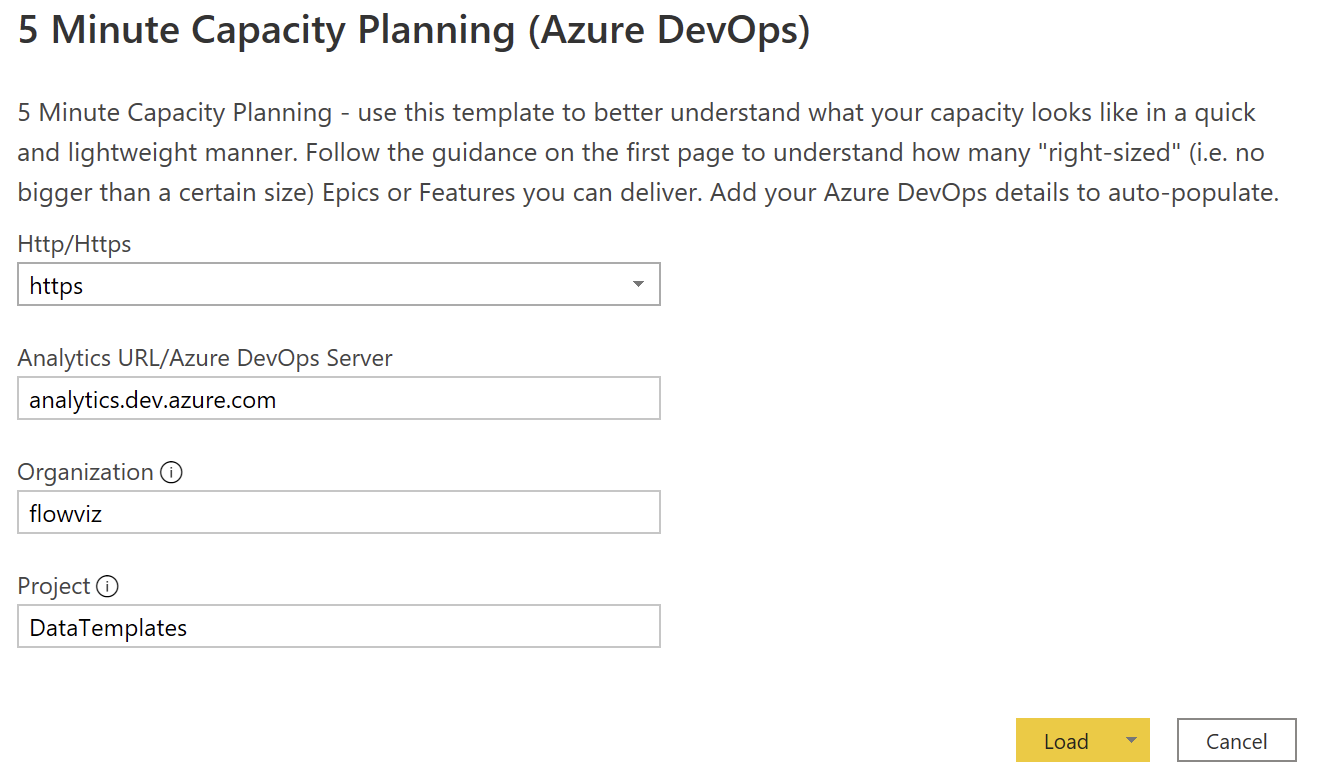 5 Minute Capacity Planning (Azure DevOps)
5 Minute Capacity Planning - use this template to better understand what your capacity looks like in a quick
and lightweight manner. Follow the guidance on the first page to understand how many "right-sized" (i.e. no
bigger than a certain size) Epics or Features you can deliver. Add your Azure DevOps details to auto-populate.
Http/Https
https
Analytics URL/Azure DevOps Server
analytics.dev.azure.com
Organization
flowviz
Project
DataTemplates
Load Cancel